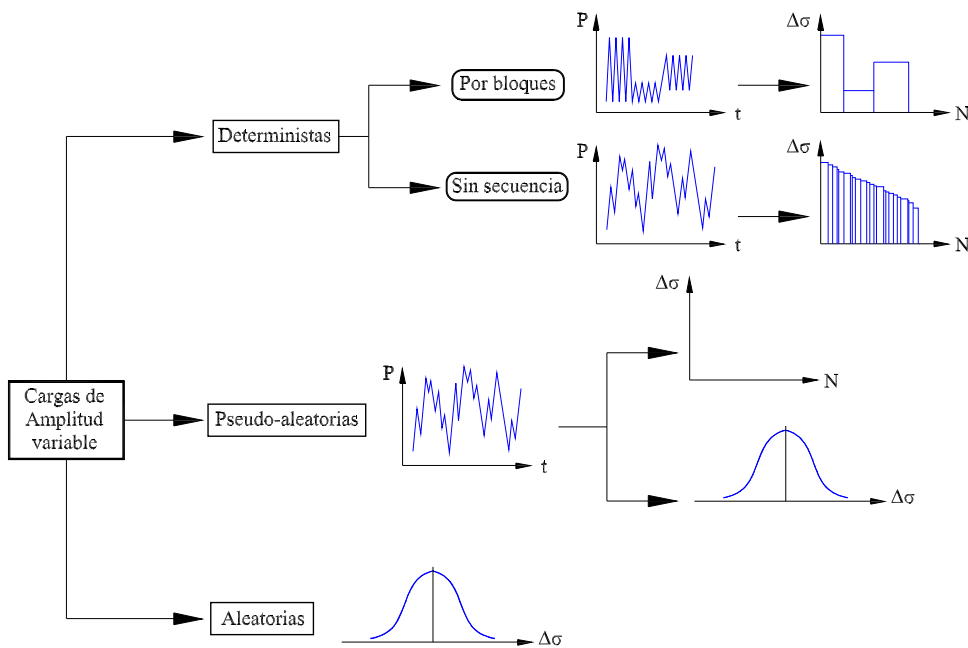 P
t
Δσ
N
Por bloques
Deterministas
Sin secuencia
P
t
Δσ
N
Cargas de
Amplitud
variable
Pseudo-aleatorias
P
t
Δσ
N
Δσ
Aleatorias
Δσ